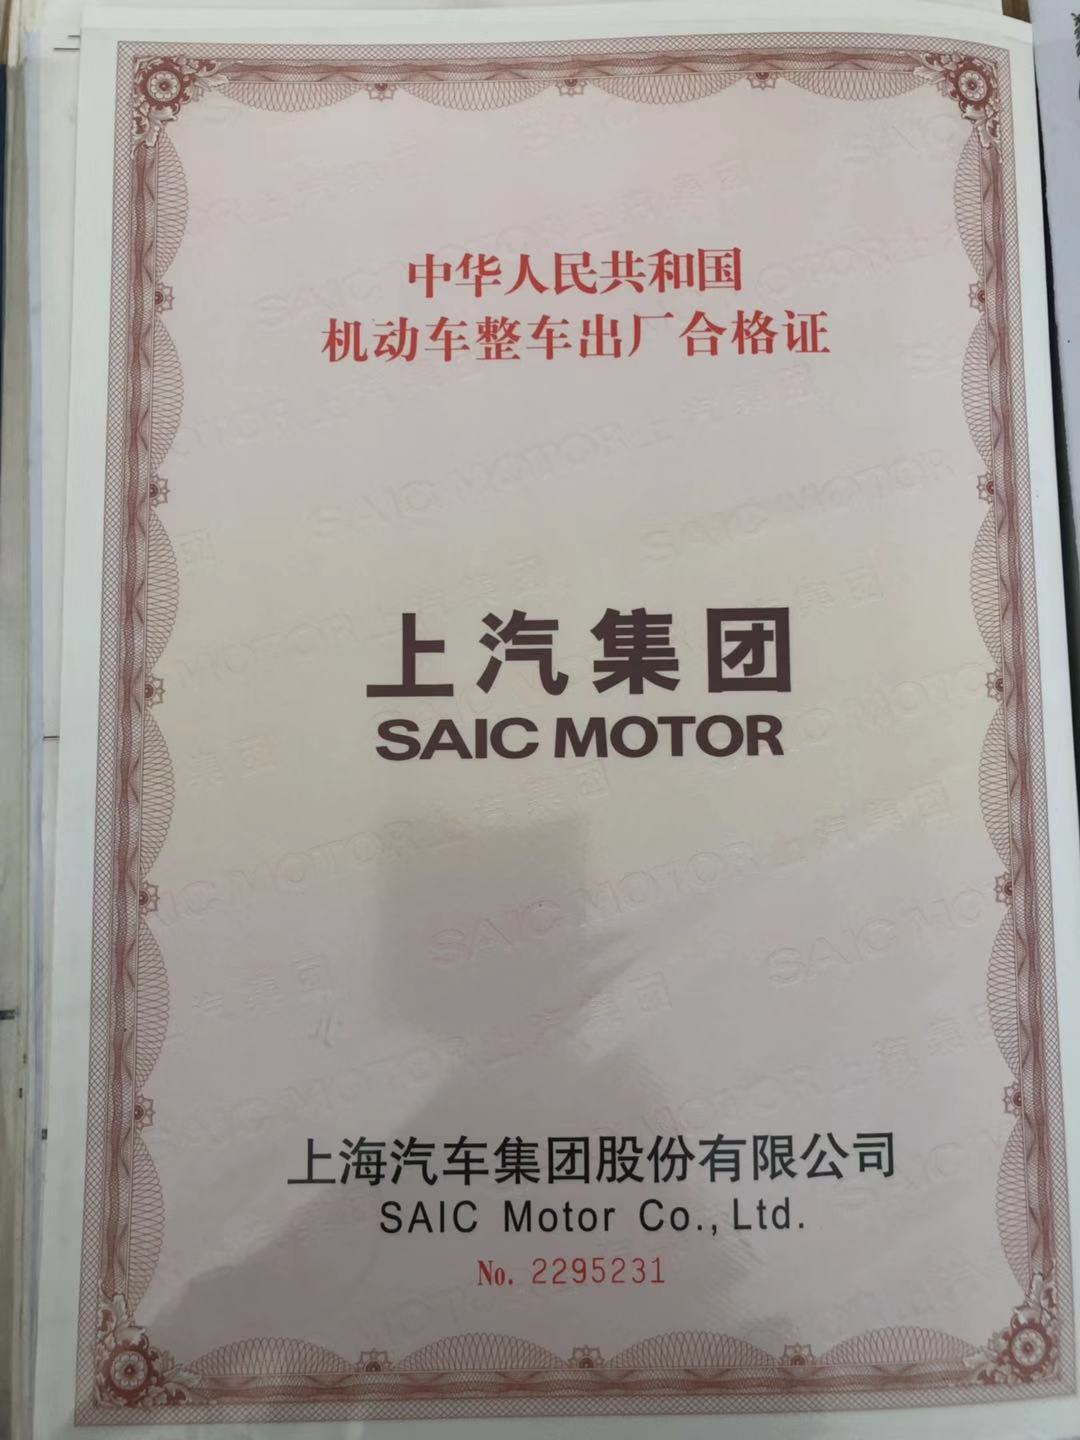 中华人民共和国
机动车整车出厂合格证
上汽集团
SAIC MOTOR
上海汽车集团股份有限公司
SAIC Motor Co., Ltd.
No. 2295231